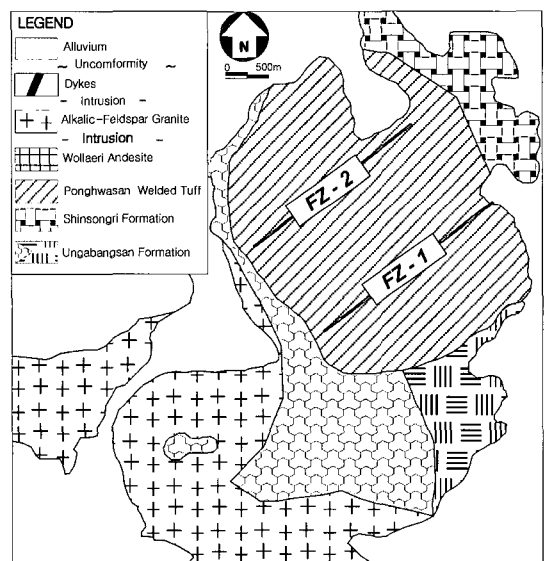 LEGEND
Alluvium
~ Uncomformity ~
Dykes
- Intrusion -
Alkalic-Feldspar Granite
- Intrusion -
Wollaeri Andesite
Ponghwasan Welded Tuff
Shinsongri Formation
Ungabangsan Formation
N
0 500m
FZ - 2
FZ - 1